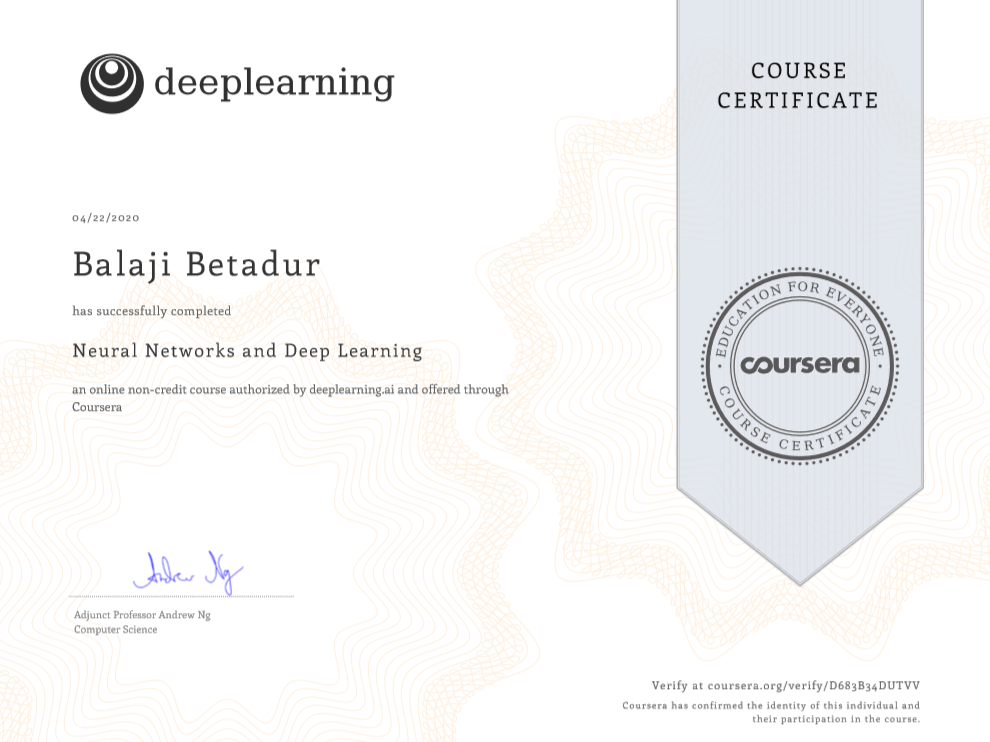 deeplearning
COURSE
CERTIFICATE
04/22/2020
Balaji Betadur
has successfully completed
Neural Networks and Deep Learning
an online non-credit course authorized by deeplearning.ai and offered through
Coursera
EDUCATION FOR EVERYONE
coursera
COURSE CERTIFICATE
Andrew Ng
Adjunct Professor Andrew Ng
Computer Science
Verify at coursera.org/verify/D683B34DUTVV
Coursera has confirmed the identity of this individual and
their participation in the course.